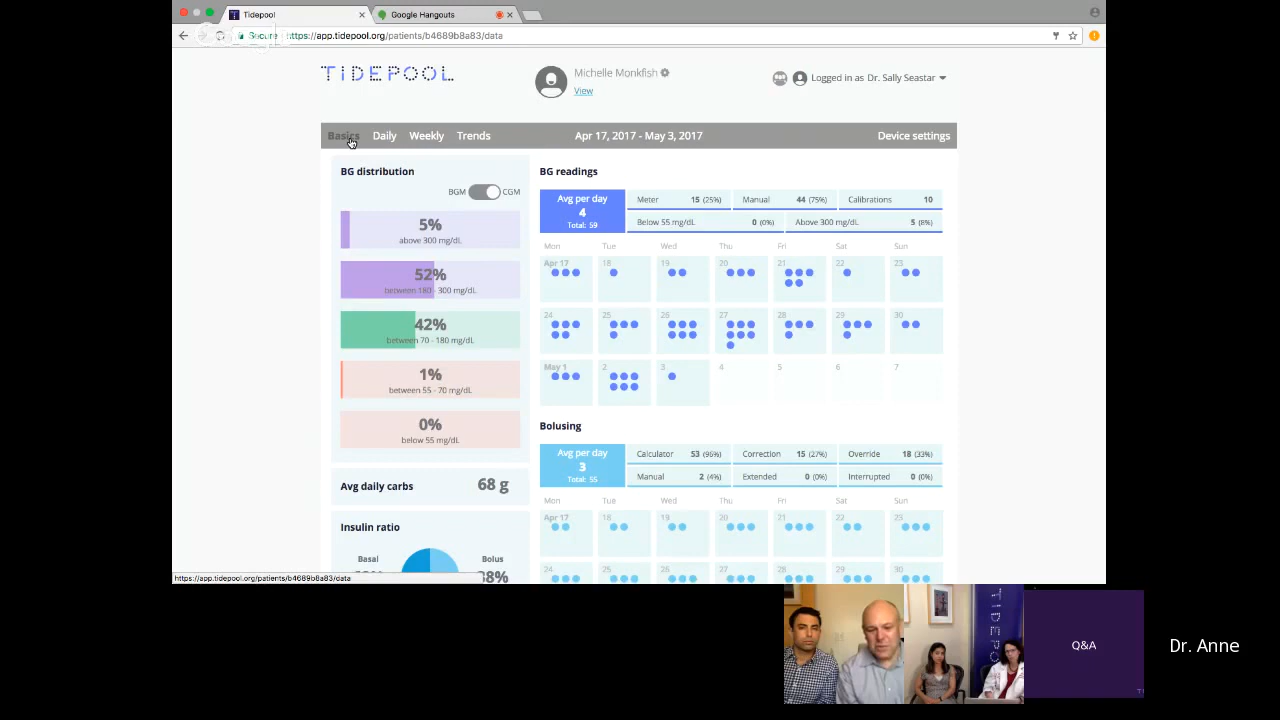 Tidepool
Google Hangouts
Secure https://app.tidepool.org/patients/b4689b8a83/data
TIDEPOOL
Michelle Monkfish
View
Logged in as Dr. Sally Seastar
Basics Daily Weekly Trends Apr 17, 2017 - May 3, 2017 Device settings
BG distribution
BGM CGM
5%
above 300 mg/dL
52%
between 180 - 300 mg/dL
42%
between 70 - 180 mg/dL
1%
between 55 - 70 mg/dL
0%
below 55 mg/dL
Avg daily carbs 68 g
Insulin ratio
Basal Bolus
BG readings
Avg per day
4
Total: 59
Meter 15 (25%) Manual 44 (75%) Calibrations 10
Below 55 mg/dL 0 (0%) Above 300 mg/dL 5 (8%)
Mon Tue Wed Thu Fri Sat Sun
Apr 17 18 19 20 21 22 23
24 25 26 27 28 29 30
May 1 2 3 4 5 6 7
Bolusing
Avg per day
3
Total: 55
Calculator 53 (96%) Correction 15 (27%) Override 18 (33%)
Manual 2 (4%) Extended 0 (0%) Interrupted 0 (0%)
Mon Tue Wed Thu Fri Sat Sun
Apr 17 18 19 20 21 22 23
24 25 26 27 28 29 30
https://app.tidepool.org/patients/b4689b8a83/data
TIDEPO
Q&A
Dr. Anne